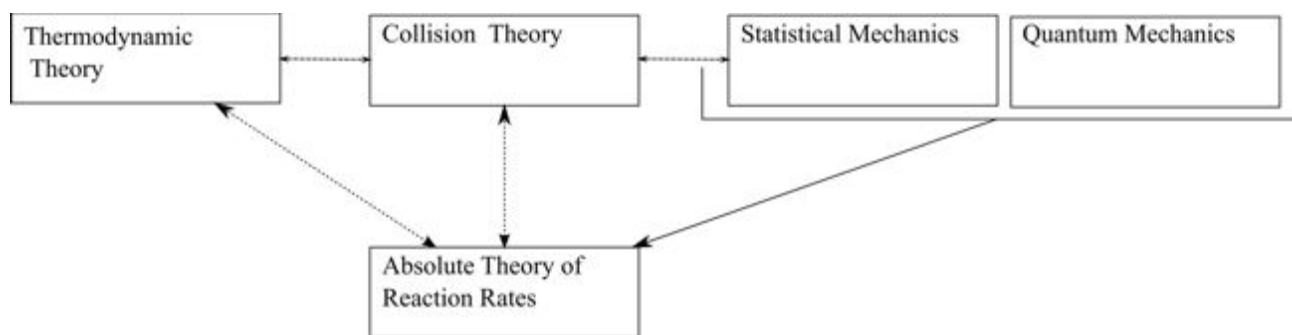 Thermodynamic
Theory
Collision Theory
Statistical Mechanics
Quantum Mechanics
Absolute Theory of
Reaction Rates